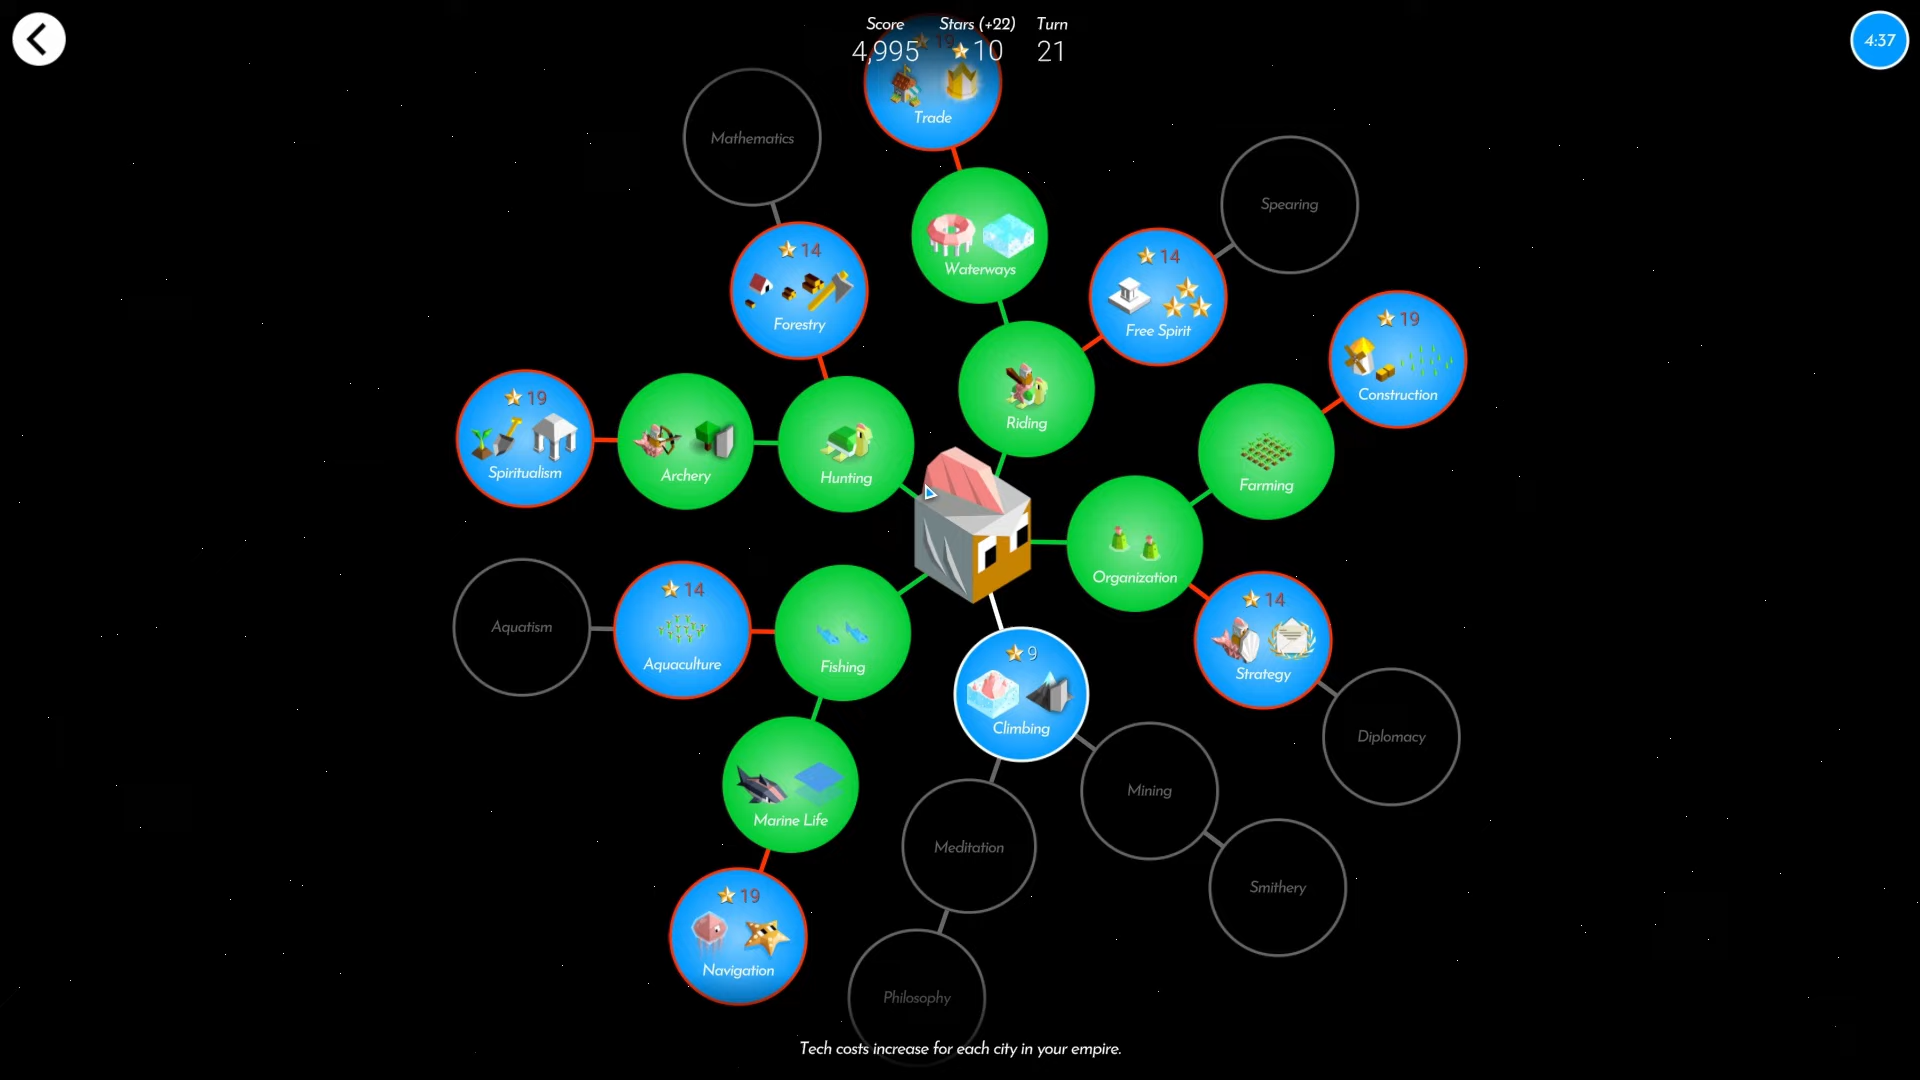 Score Stars (+22) Turn
4,995 10 21
4:37
19
Trade
Mathematics
Waterways
Spearing
14
Forestry
14
Free Spirit
19
Construction
Riding
19
Spiritualism
Archery
Hunting
Farming
Organization
Aquatism
14
Aquaculture
Fishing
9
Climbing
14
Strategy
Diplomacy
Mining
Marine Life
Meditation
Smithery
19
Navigation
Philosophy
Tech costs increase for each city in your empire.